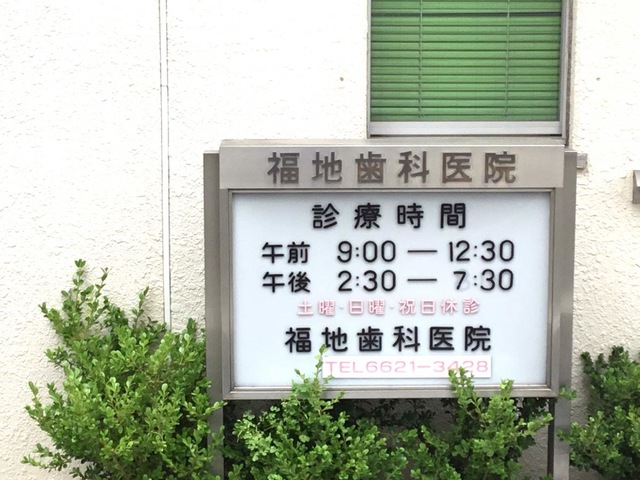 福地歯科医院
診療時間
午前 9:00 — 12:30
午後 2:30 — 7:30
土曜・日曜・祝日休診
福地歯科医院
TEL6621-3428